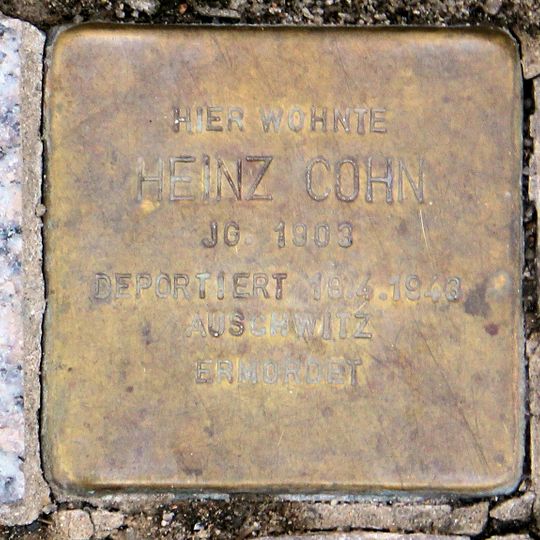 HIER WOHNTE
HEINZ COHN
JG. 1903
DEPORTIERT 19.4.1943
AUSCHWITZ
ERMORDET